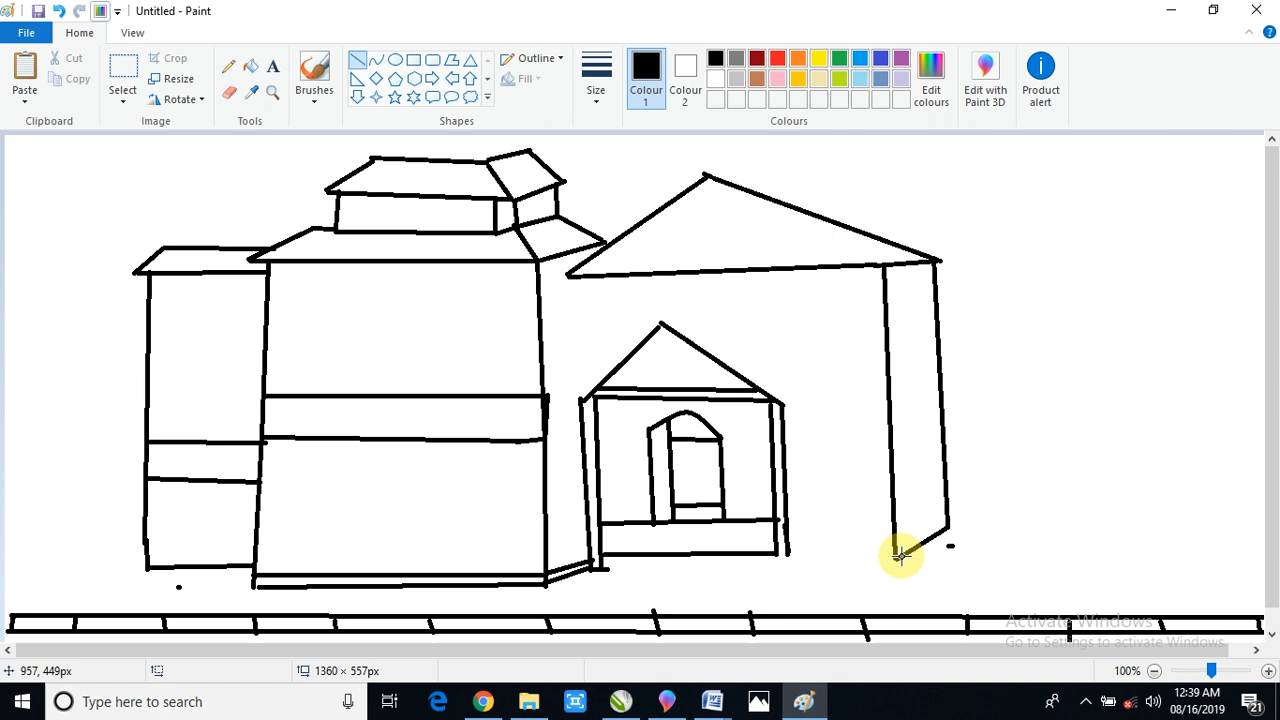 Untitled - Paint
File Home View
Paste
Cut
Copy
Clipboard
Select
Crop
Resize
Rotate
Image
Tools
Brushes
Shapes
Outline
Fill
Size
Colour 1
Colour 2
Edit colours
Colours
Edit with Paint 3D
Product alert
Activate Windows
Go to Settings to activate Windows.
957, 449px
1360 × 557px
100%
Type here to search
12:39 AM
08/16/2019
21